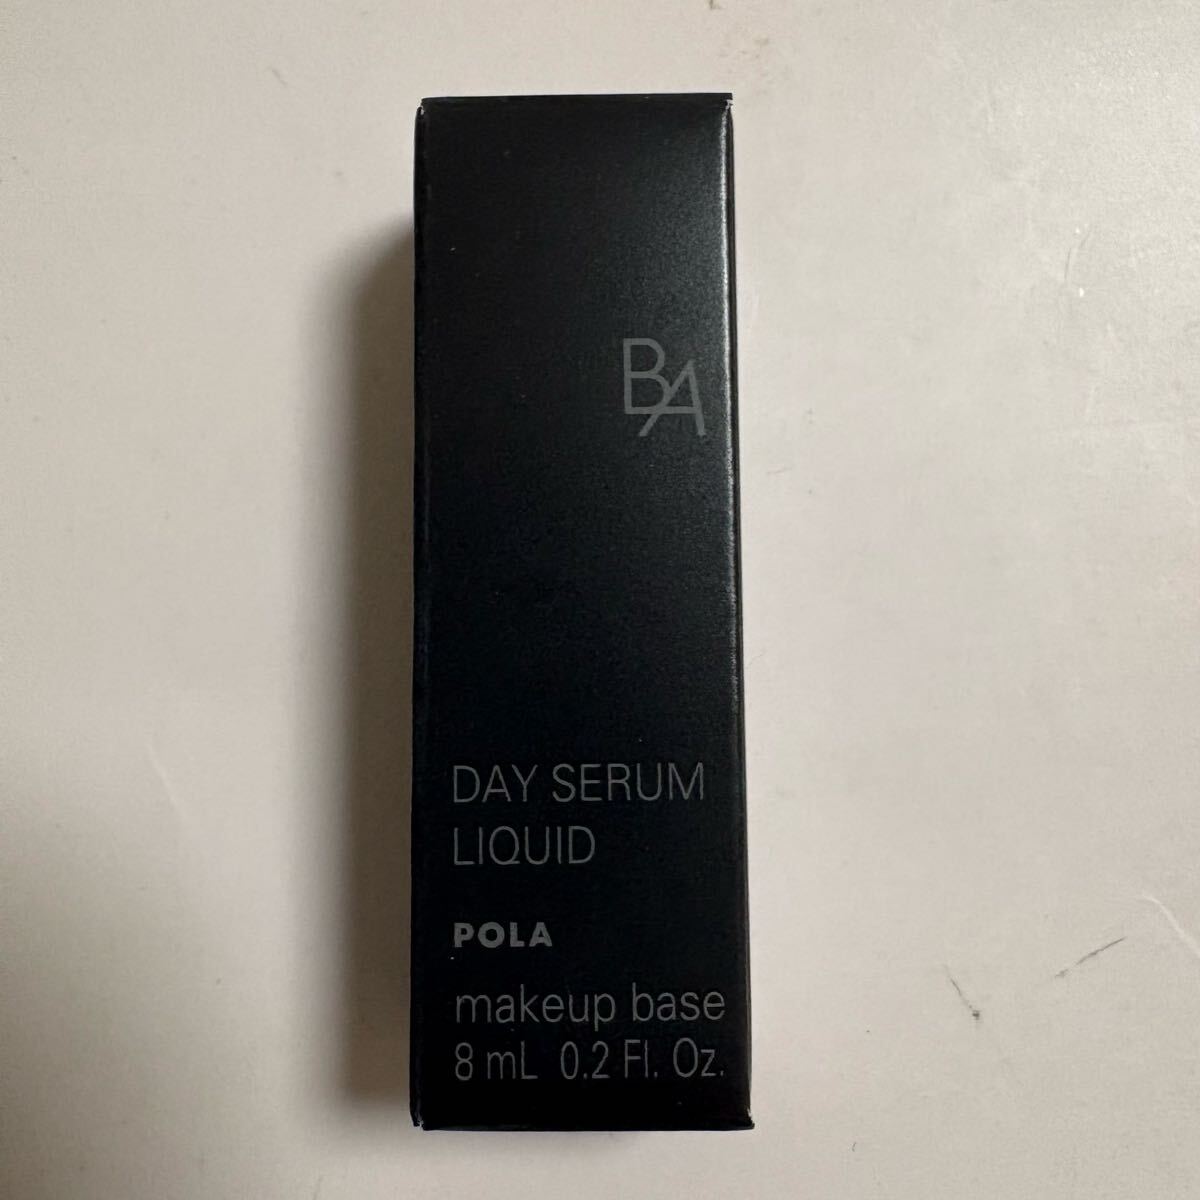 BA
DAY SERUM
LIQUID
POLA
makeup base
8 mL 0.2 Fl. Oz.